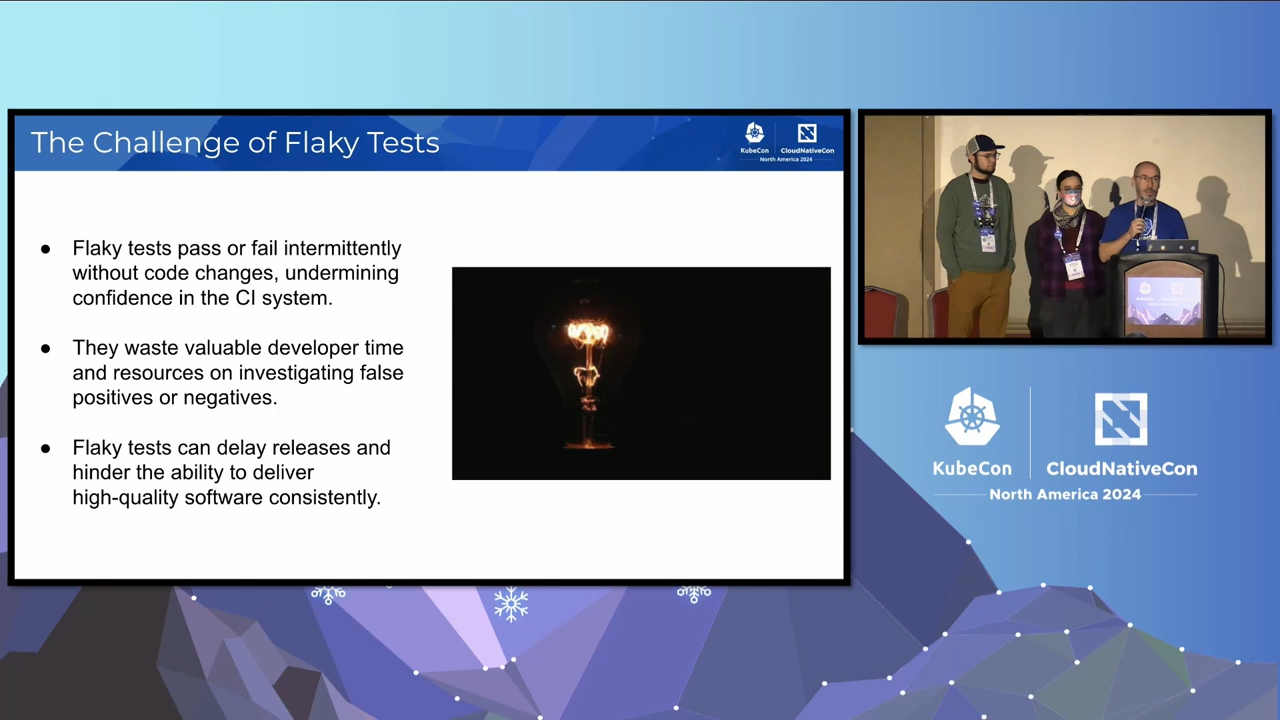 The Challenge of Flaky Tests
KubeCon
CloudNativeCon
North America 2024
● Flaky tests pass or fail intermittently
without code changes, undermining
confidence in the CI system.
● They waste valuable developer time
and resources on investigating false
positives or negatives.
● Flaky tests can delay releases and
hinder the ability to deliver
high-quality software consistently.
KubeCon
CloudNativeCon
North America 2024